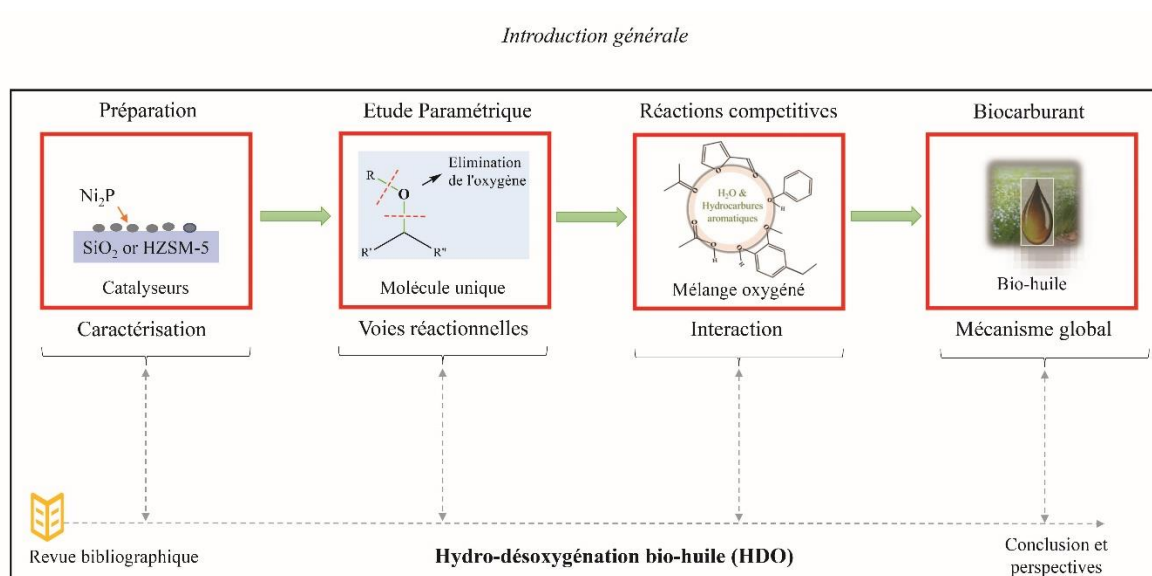 Introduction générale
Préparation
Ni₂P
SiO₂ or HZSM-5
Catalyseurs
Caractérisation
Etude Paramétrique
R
O
R'
R"
Elimination
de l'oxygène
Molécule unique
Voies réactionnelles
Réactions competitives
H₂O &
Hydrocarbures
aromatiques
Mélange oxygéné
Interaction
Biocarburant
Bio-huile
Mécanisme global
Revue bibliographique
Hydro-désoxygénation bio-huile (HDO)
Conclusion et
perspectives